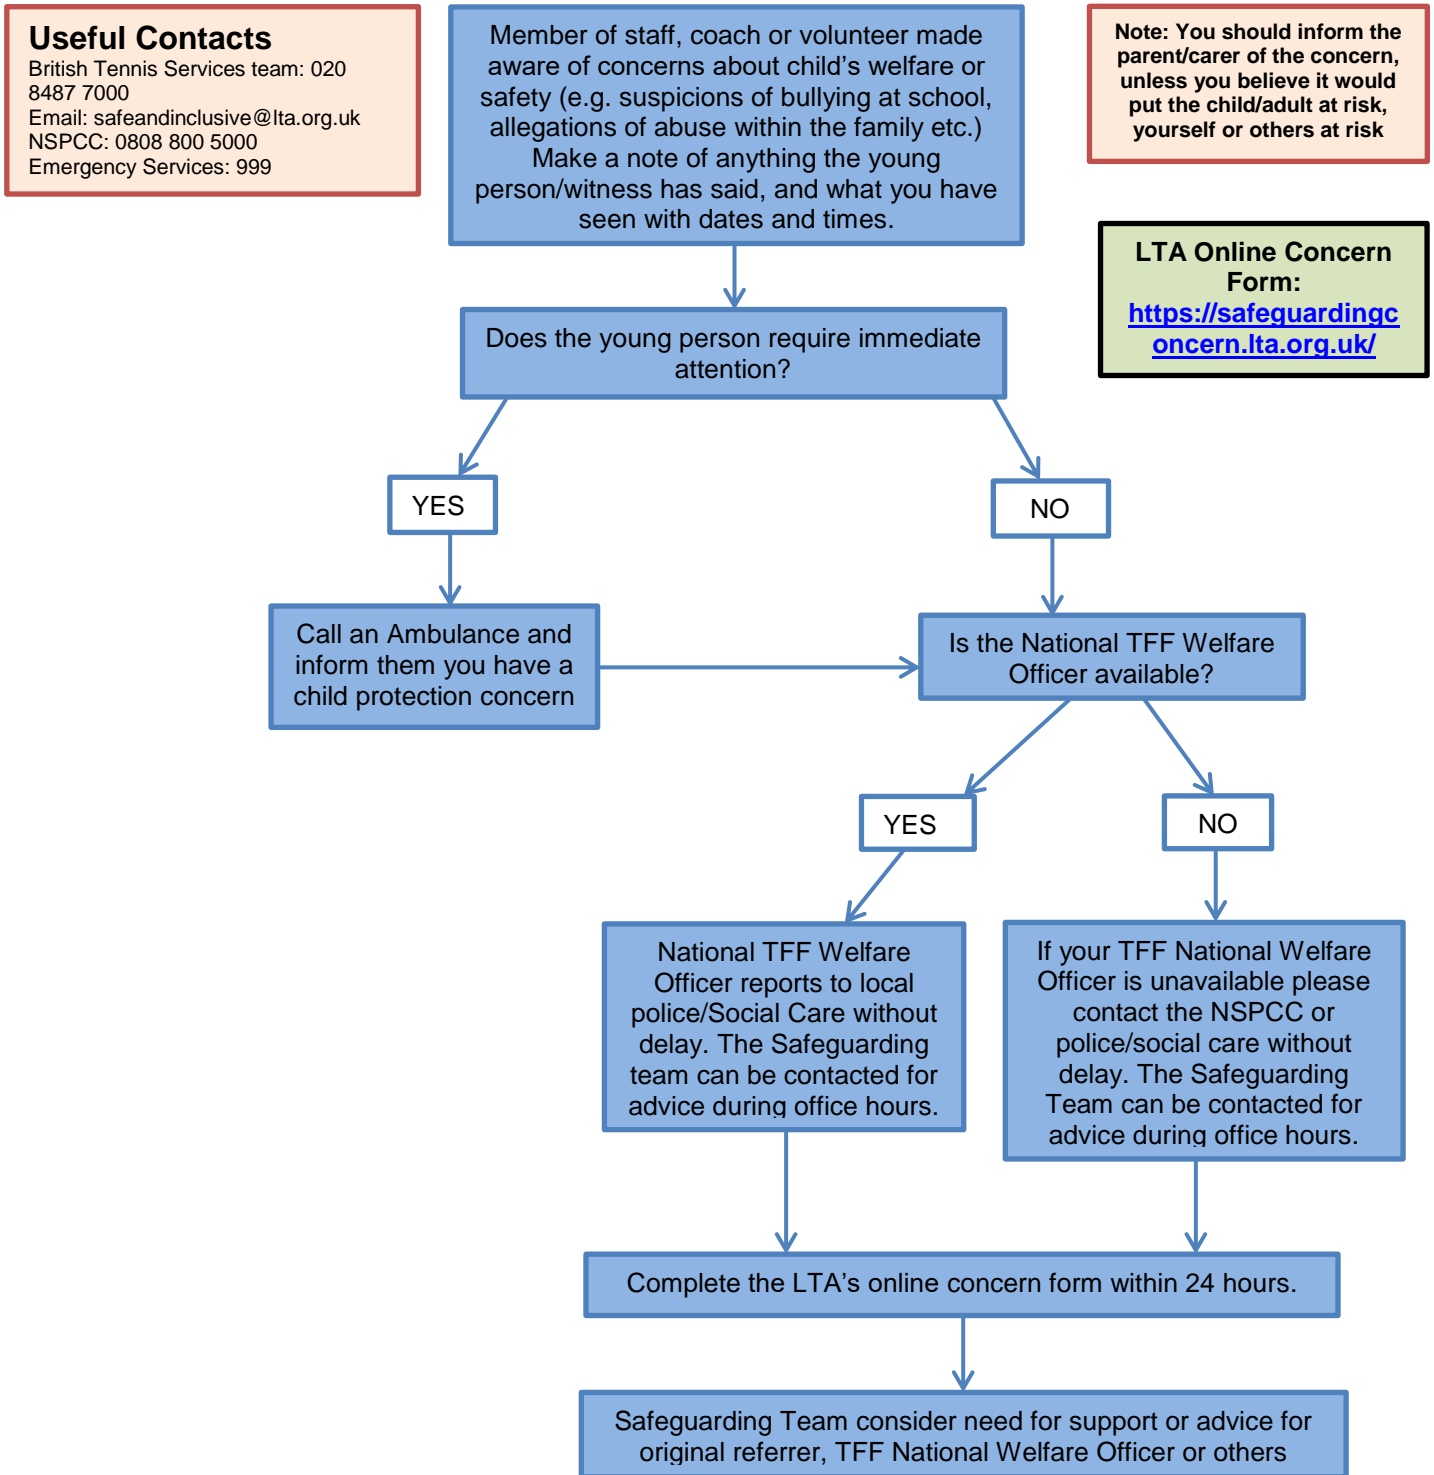 Useful Contacts
British Tennis Services team: 020
8487 7000
Email: safeandinclusive@lta.org.uk
NSPCC: 0808 800 5000
Emergency Services: 999
Member of staff, coach or volunteer made
aware of concerns about child’s welfare or
safety (e.g. suspicions of bullying at school,
allegations of abuse within the family etc.)
Make a note of anything the young
person/witness has said, and what you have
seen with dates and times.
Note: You should inform the
parent/carer of the concern,
unless you believe it would
put the child/adult at risk,
yourself or others at risk
LTA Online Concern
Form:
https://safeguardingc
oncern.lta.org.uk/
Does the young person require immediate
attention?
YES
NO
Call an Ambulance and
inform them you have a
child protection concern
Is the National TFF Welfare
Officer available?
YES
NO
National TFF Welfare
Officer reports to local
police/Social Care without
delay. The Safeguarding
team can be contacted for
advice during office hours.
If your TFF National Welfare
Officer is unavailable please
contact the NSPCC or
police/social care without
delay. The Safeguarding
Team can be contacted for
advice during office hours.
Complete the LTA’s online concern form within 24 hours.
Safeguarding Team consider need for support or advice for
original referrer, TFF National Welfare Officer or others